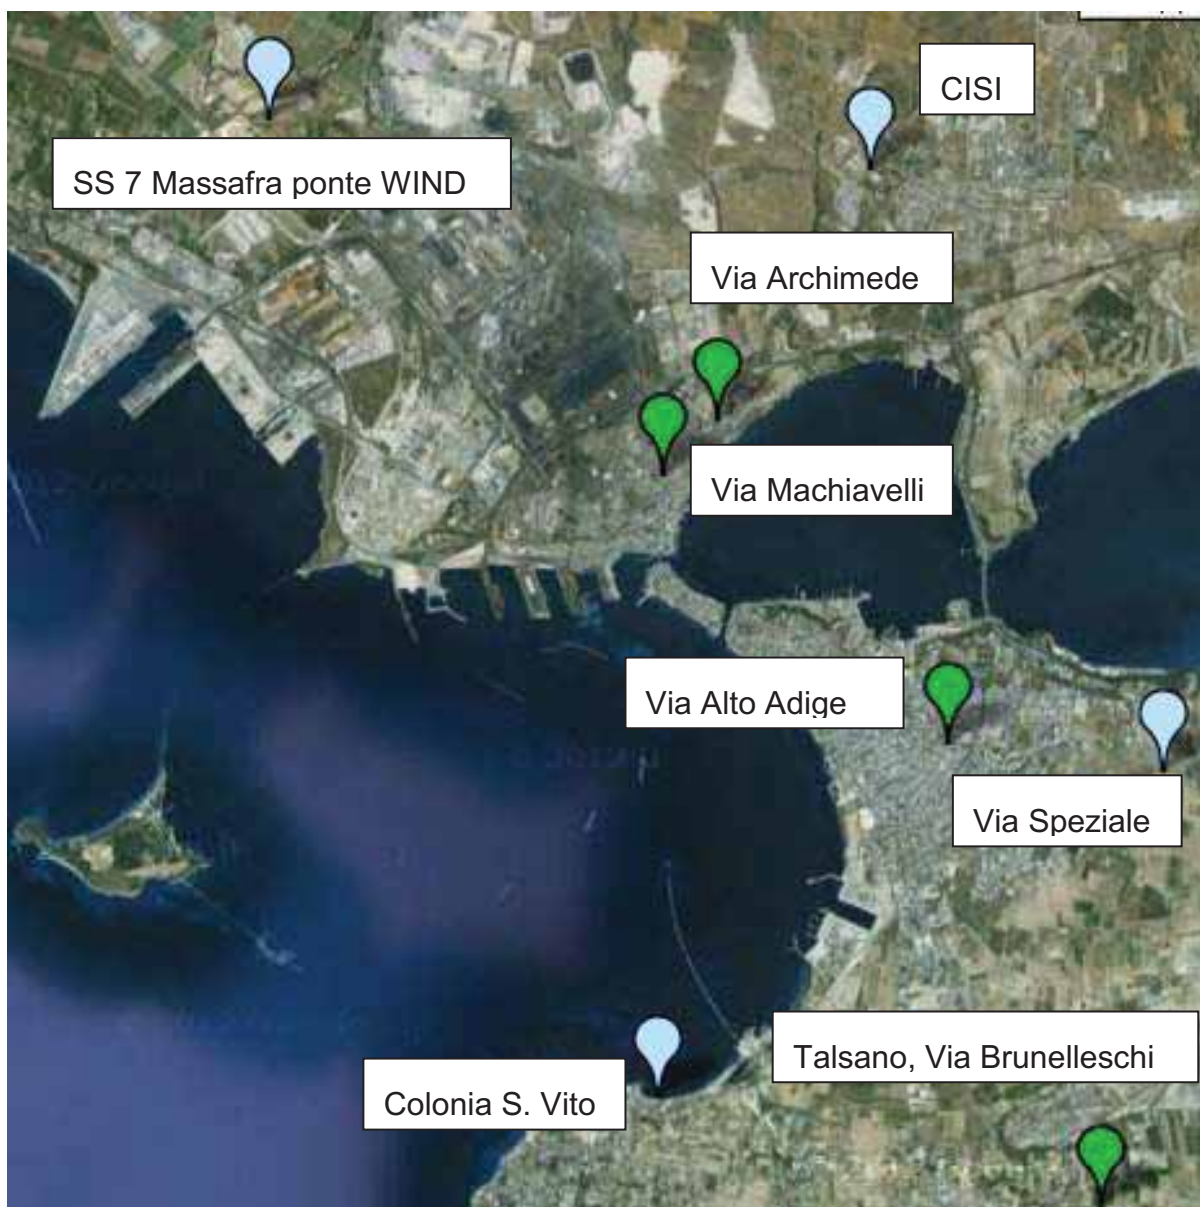 CISI
SS 7 Massafra ponte WIND
Via Archimede
Via Machiavelli
Via Alto Adige
Via Speziale
Talsano, Via Brunelleschi
Colonia S. Vito